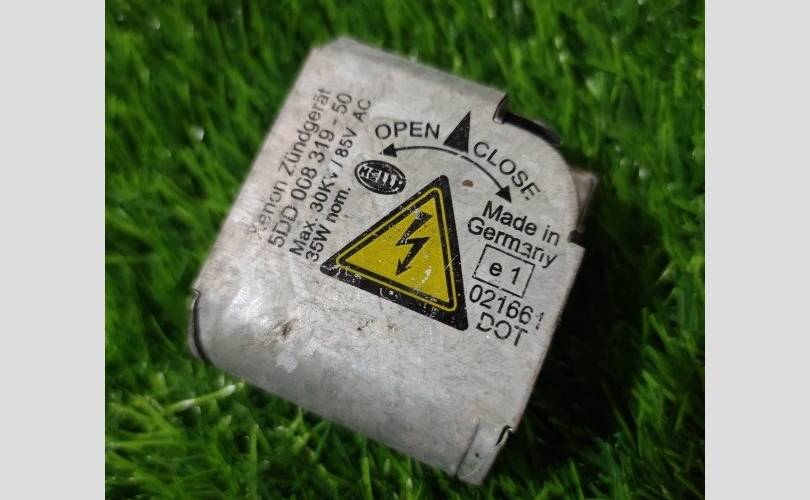 Xenon Zündgerät
5DD 008 319 - 50
Max. 30KV / 85V AC
35W nom.
OPEN CLOSE
HELLA
Made in
Germany
e 1
021661
DOT